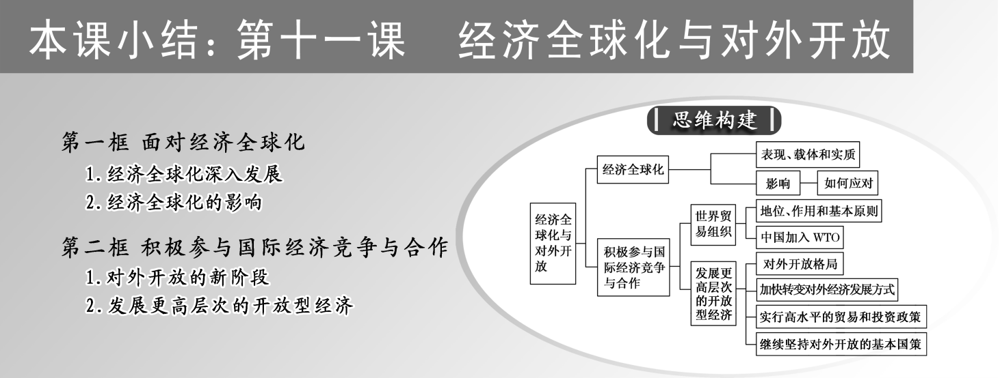 本课小结：第十一课　经济全球化与对外开放
第一框 面对经济全球化
1.经济全球化深入发展
2.经济全球化的影响
第二框 积极参与国际经济竞争与合作
1.对外开放的新阶段
2.发展更高层次的开放型经济
思维构建
经济全
球化与
对外开
放
经济全球化
表现、载体和实质
影响
如何应对
积极参与国
际经济竞争
与合作
世界贸
易组织
地位、作用和基本原则
中国加入 WTO
发展更
高层次
的开放
型经济
对外开放格局
加快转变对外经济发展方式
实行高水平的贸易和投资政策
继续坚持对外开放的基本国策